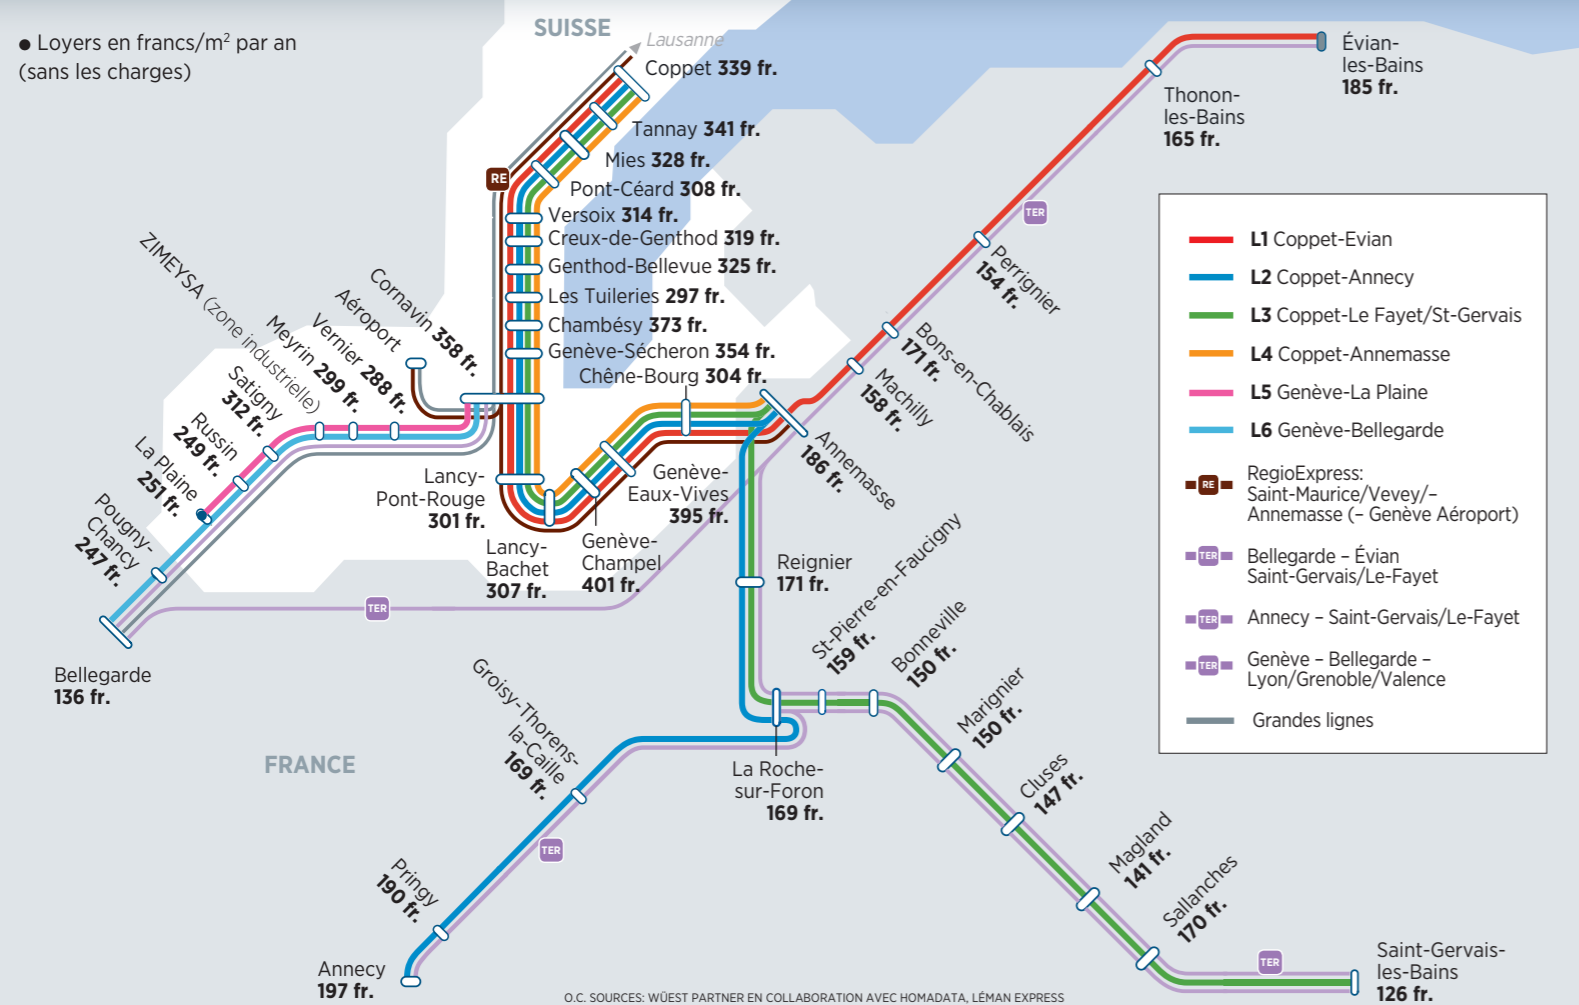 ● Loyers en francs/m² par an
(sans les charges)
SUISSE
Lausanne
Coppet 339 fr.
Tannay 341 fr.
Mies 328 fr.
Pont-Céard 308 fr.
RE
Versoix 314 fr.
Creux-de-Genthod 319 fr.
Genthod-Bellevue 325 fr.
Les Tuileries 297 fr.
Chambésy 373 fr.
Genève-Sécheron 354 fr.
Chêne-Bourg 304 fr.
Cornavin 358 fr.
Aéroport
Vernier 288 fr.
Meyrin 299 fr.
ZIMEYSA (zone industrielle)
Satigny
312 fr.
Russin
249 fr.
La Plaine
251 fr.
Pougny-
Chancy
247 fr.
Bellegarde
136 fr.
TER
Lancy-
Pont-Rouge
301 fr.
Lancy-
Bachet
307 fr.
Genève-
Champel
401 fr.
Genève-
Eaux-Vives
395 fr.
Annemasse
186 fr.
Machilly
158 fr.
Bons-en-Chablais
171 fr.
Perrignier
154 fr.
TER
Thonon-
les-Bains
165 fr.
Évian-
les-Bains
185 fr.
Reignier
171 fr.
St-Pierre-en-Faucigny
159 fr.
Bonneville
150 fr.
Marignier
150 fr.
Cluses
147 fr.
Magland
141 fr.
Sallanches
170 fr.
TER
Saint-Gervais-
les-Bains
126 fr.
La Roche-
sur-Foron
169 fr.
Groisy-Thorens-
la-Caille
169 fr.
TER
Pringy
190 fr.
Annecy
197 fr.
FRANCE
L1 Coppet-Evian
L2 Coppet-Annecy
L3 Coppet-Le Fayet/St-Gervais
L4 Coppet-Annemasse
L5 Genève-La Plaine
L6 Genève-Bellegarde
RE
RegioExpress:
Saint-Maurice/Vevey/–
Annemasse (– Genève Aéroport)
TER
Bellegarde – Évian
Saint-Gervais/Le-Fayet
TER
Annecy – Saint-Gervais/Le-Fayet
TER
Genève – Bellegarde –
Lyon/Grenoble/Valence
Grandes lignes
O.C. SOURCES: WÜEST PARTNER EN COLLABORATION AVEC HOMADATA, LÉMAN EXPRESS